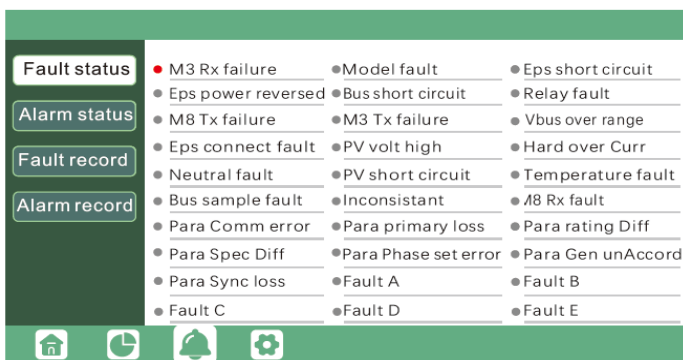 Fault status
Alarm status
Fault record
Alarm record
M3 Rx failure Model fault Eps short circuit
Eps power reversed Bus short circuit Relay fault
M8 Tx failure M3 Tx failure Vbus over range
Eps connect fault PV volt high Hard over Curr
Neutral fault PV short circuit Temperature fault
Bus sample fault Inconsistant M8 Rx fault
Para Comm error Para primary loss Para rating Diff
Para Spec Diff Para Phase set error Para Gen unAccord
Para Sync loss Fault A Fault B
Fault C Fault D Fault E